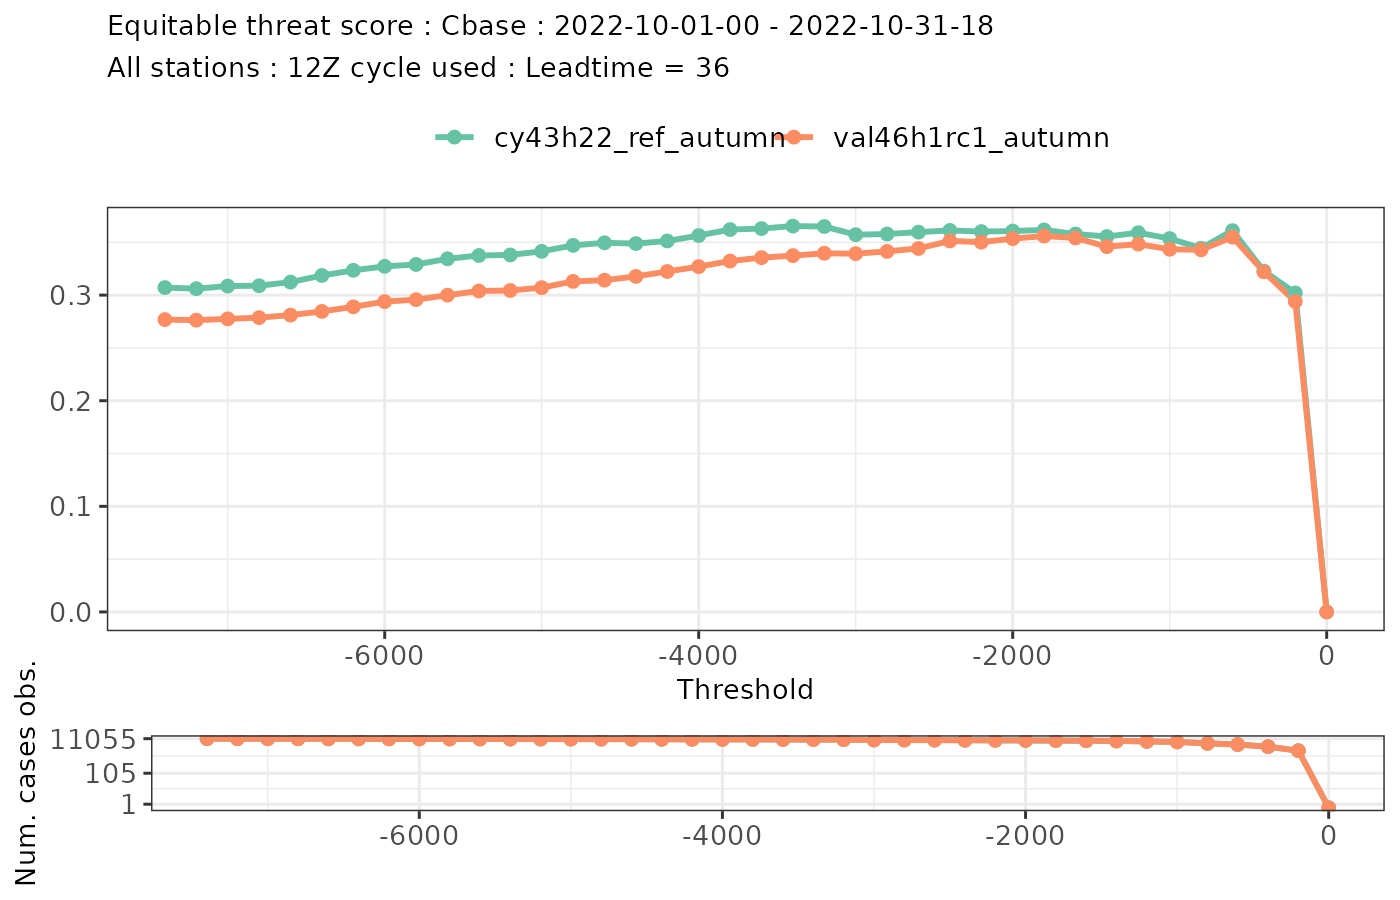 Equitable threat score : Cbase : 2022-10-01-00 - 2022-10-31-18
All stations : 12Z cycle used : Leadtime = 36
cy43h22_ref_autumn val46h1rc1_autumn
0.3
0.2
0.1
0.0
-6000 -4000 -2000 0
Threshold
Num. cases obs.
11055
105
1
-6000 -4000 -2000 0